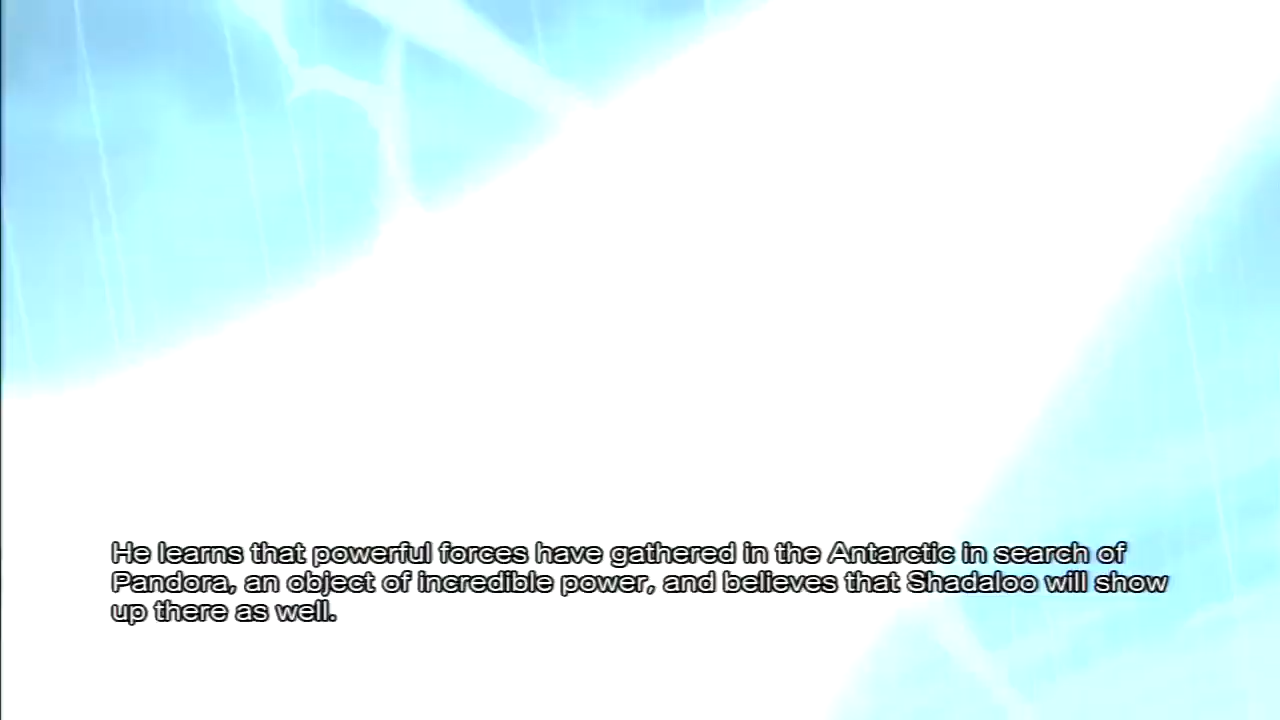 He learns that powerful forces have gathered in the Antarctic in search of
Pandora, an object of incredible power, and believes that Shadaloo will show
up there as well.